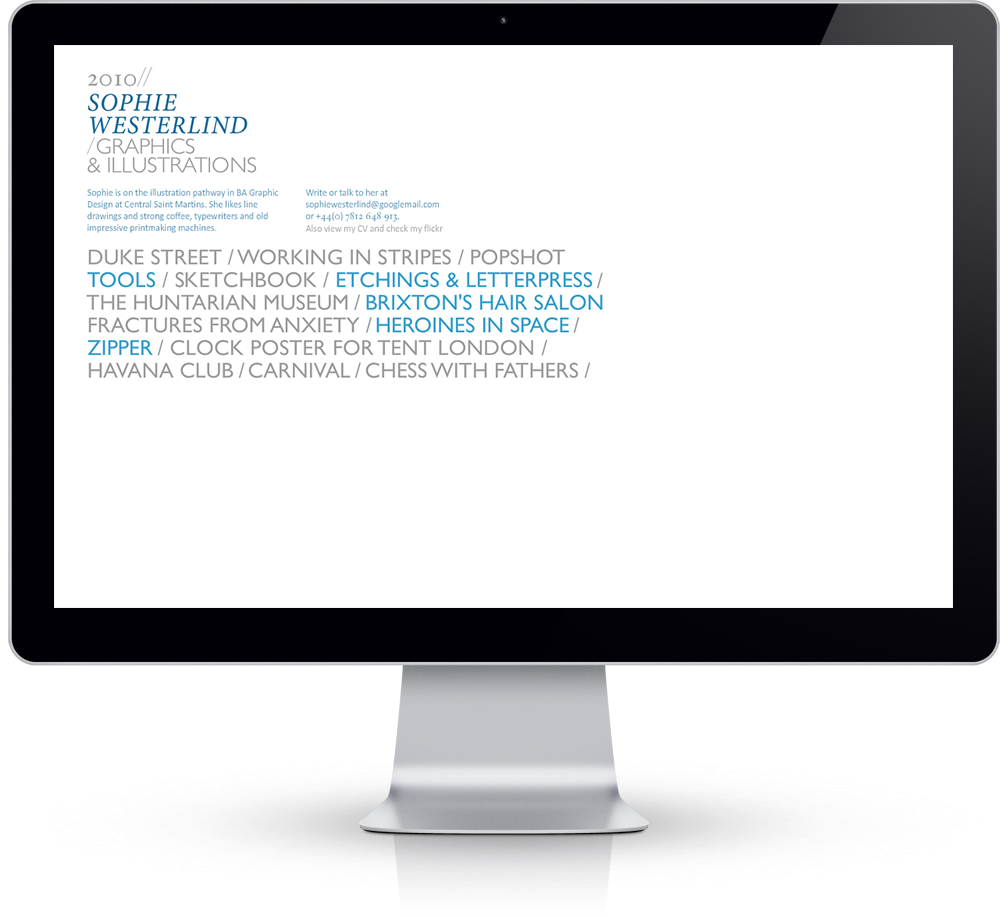 2010//
SOPHIE
WESTERLIND
/GRAPHICS
& ILLUSTRATIONS
Sophie is on the illustration pathway in BA Graphic
Design at Central Saint Martins. She likes line
drawings and strong coffee, typewriters and old
impressive printmaking machines.
Write or talk to her at
sophiewesterlind@googlemail.com
or +44(0) 7812 648 913.
Also view my CV and check my flickr
DUKE STREET / WORKING IN STRIPES / POPSHOT
TOOLS / SKETCHBOOK / ETCHINGS & LETTERPRESS /
THE HUNTARIAN MUSEUM / BRIXTON'S HAIR SALON
FRACTURES FROM ANXIETY / HEROINES IN SPACE /
ZIPPER / CLOCK POSTER FOR TENT LONDON /
HAVANA CLUB / CARNIVAL / CHESS WITH FATHERS /